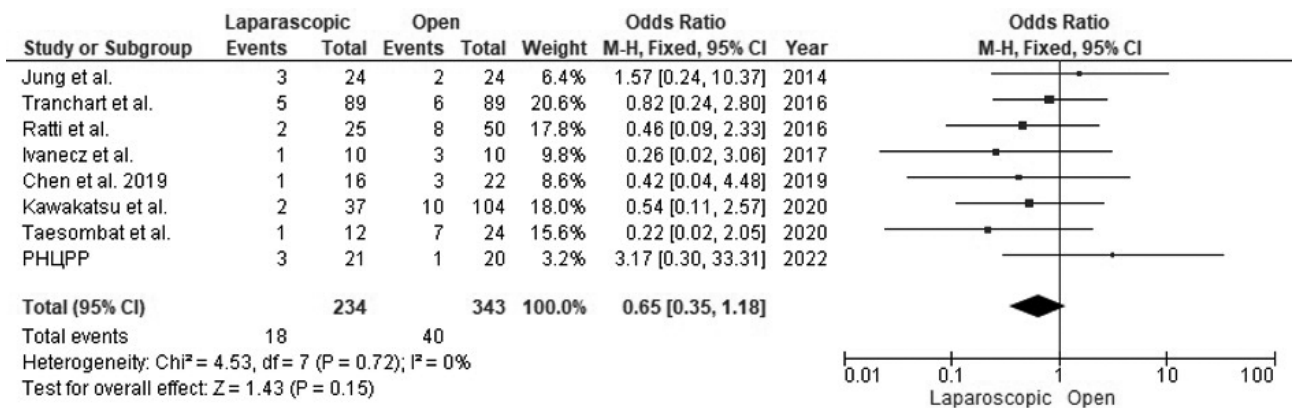 Laparascopic Open Odds Ratio Odds Ratio
Study or Subgroup Events Total Events Total Weight M-H, Fixed, 95% CI Year M-H, Fixed, 95% CI
Jung et al. 3 24 2 24 6.4% 1.57 [0.24, 10.37] 2014
Tranchart et al. 5 89 6 89 20.6% 0.82 [0.24, 2.80] 2016
Ratti et al. 2 25 8 50 17.8% 0.46 [0.09, 2.33] 2016
Ivanecz et al. 1 10 3 10 9.8% 0.26 [0.02, 3.06] 2017
Chen et al. 2019 1 16 3 22 8.6% 0.42 [0.04, 4.48] 2019
Kawakatsu et al. 2 37 10 104 18.0% 0.54 [0.11, 2.57] 2020
Taesombat et al. 1 12 7 24 15.6% 0.22 [0.02, 2.05] 2020
РНЦРР 3 21 1 20 3.2% 3.17 [0.30, 33.31] 2022
Total (95% CI) 234 343 100.0% 0.65 [0.35, 1.18]
Total events 18 40
Heterogeneity: Chi² = 4.53, df = 7 (P = 0.72); I² = 0%
Test for overall effect: Z = 1.43 (P = 0.15)
0.01 0.1 1 10 100
Laparoscopic Open